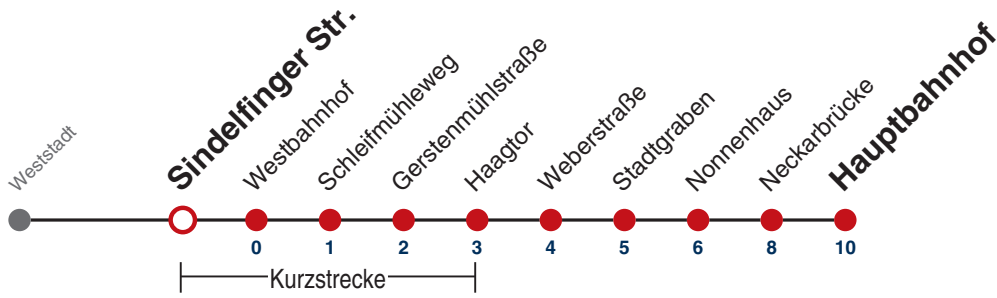 Weststadt
Sindelfinger Str.
Westbahnhof
Schleifmühleweg
Gerstenmühlstraße
Haagtor
Weberstraße
Stadtgraben
Nonnenhaus
Neckarbrücke
Hauptbahnhof
0 1 2 3 4 5 6 8 10
Kurzstrecke